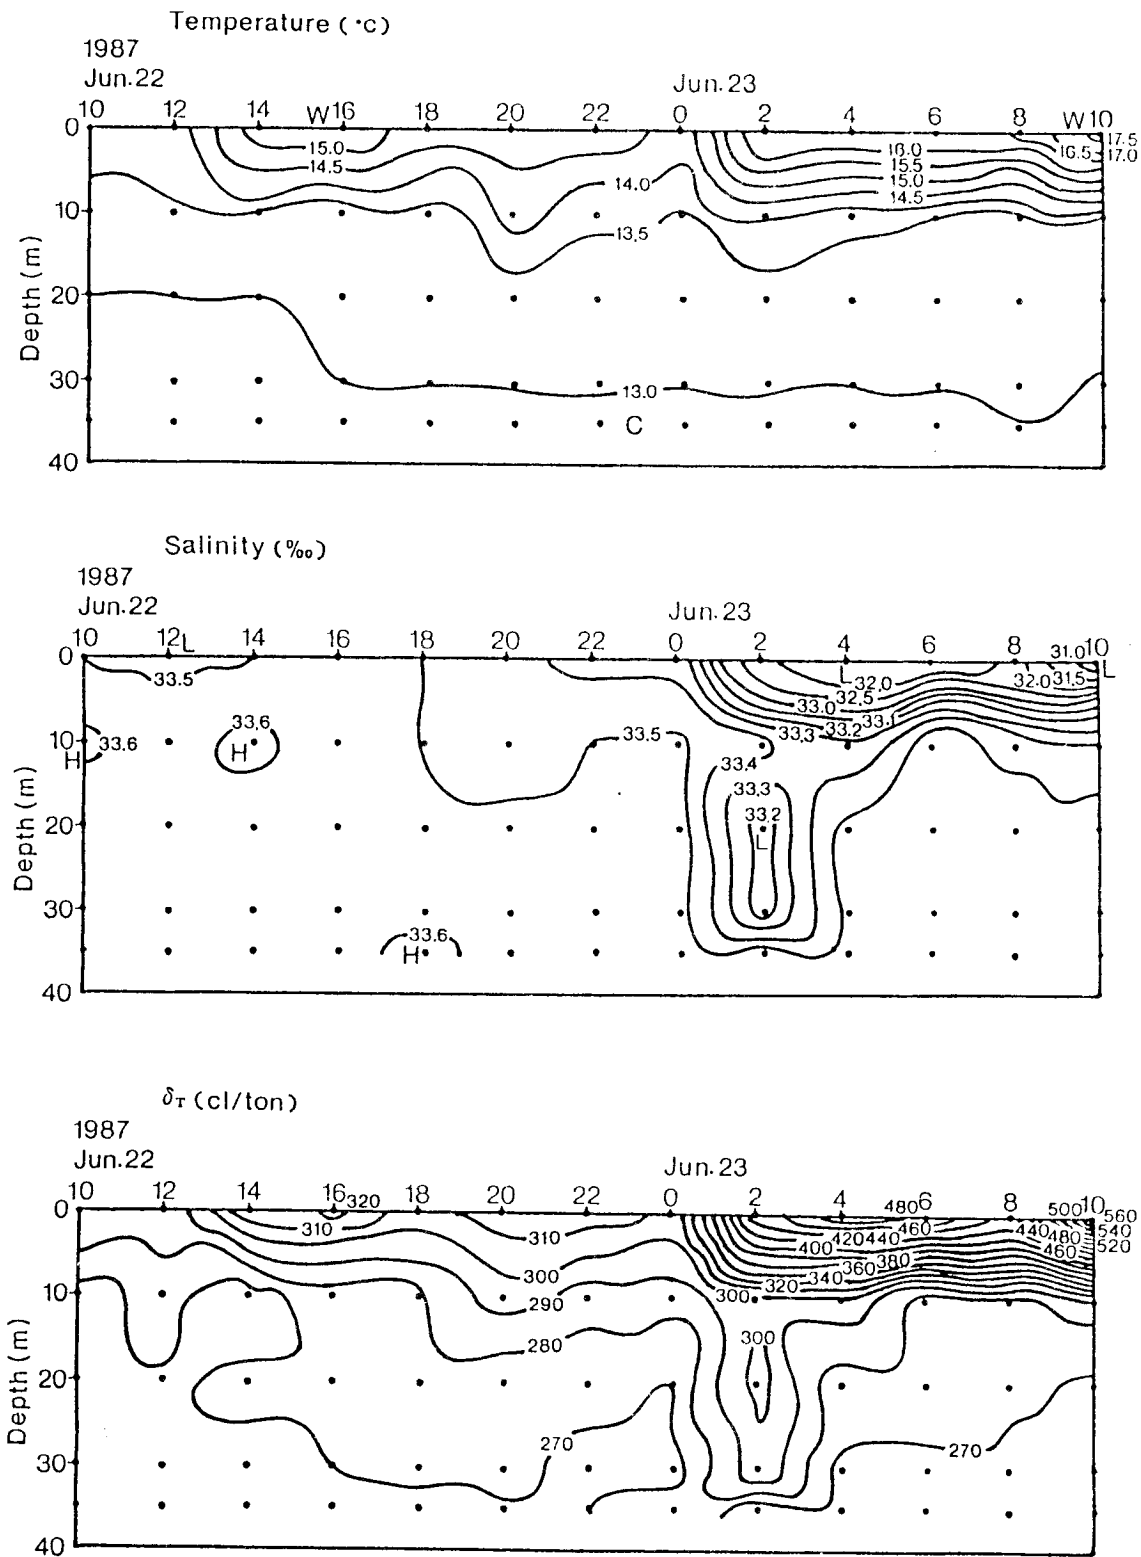 Temperature (°c)
1987
Jun.22 Jun.23
10 12 14 W 16 18 20 22 0 2 4 6 8 W 10
0
15.0 16.0 16.5 17.5
14.5 15.5 17.0
15.0
14.0 14.5
10
13.5
20
30
13.0
C
40
Depth (m)
Salinity (‰)
1987
Jun.22 Jun.23
10 12 L 14 16 18 20 22 0 2 4 6 8 10
0 31.0
33.5 L 32.0 32.0 31.5 L
32.5
33.0 33.1
33.6 33.3 33.2
10 33.6 H 33.5
H 33.4
33.3
20 33.2
L
30
33.6
H
40
Depth (m)
δT (cl/ton)
1987
Jun.22 Jun.23
10 12 14 16 18 20 22 0 2 4 6 8 10
0 320 480 500 560
310 310 420 440 460 440 480 540
400 460 520
300 360 380
290 320 340
10 300
280 300
20
270 270
30
40
Depth (m)